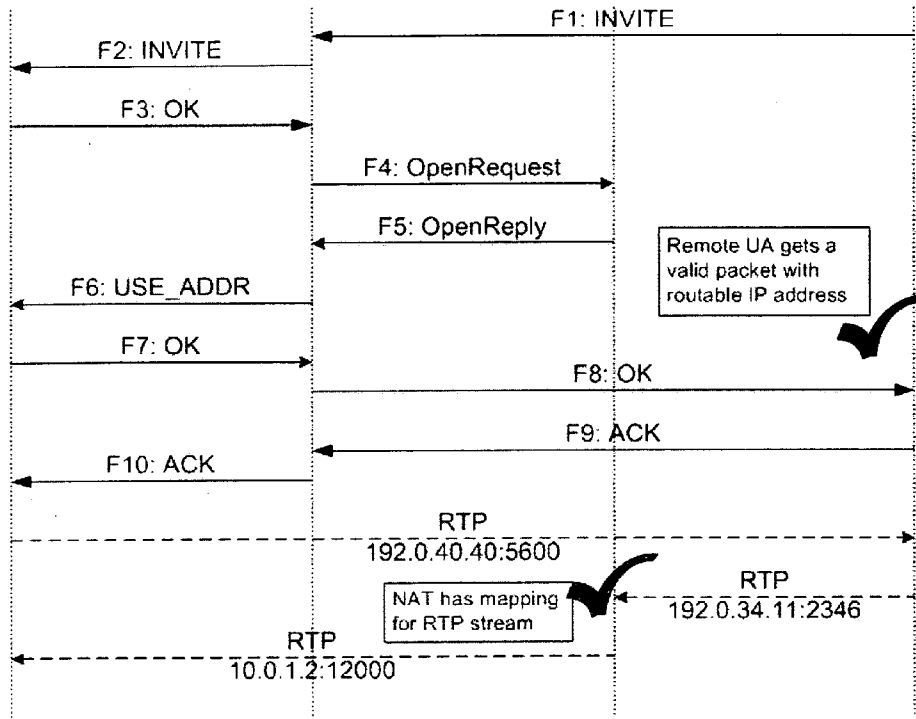 F1: INVITE
F2: INVITE
F3: OK
F4: OpenRequest
F5: OpenReply
Remote UA gets a
valid packet with
routable IP address
F6: USE_ADDR
F7: OK
F8: OK
F9: ACK
F10: ACK
RTP
192.0.40.40:5600
RTP
192.0.34.11:2346
NAT has mapping
for RTP stream
RTP
10.0.1.2:12000